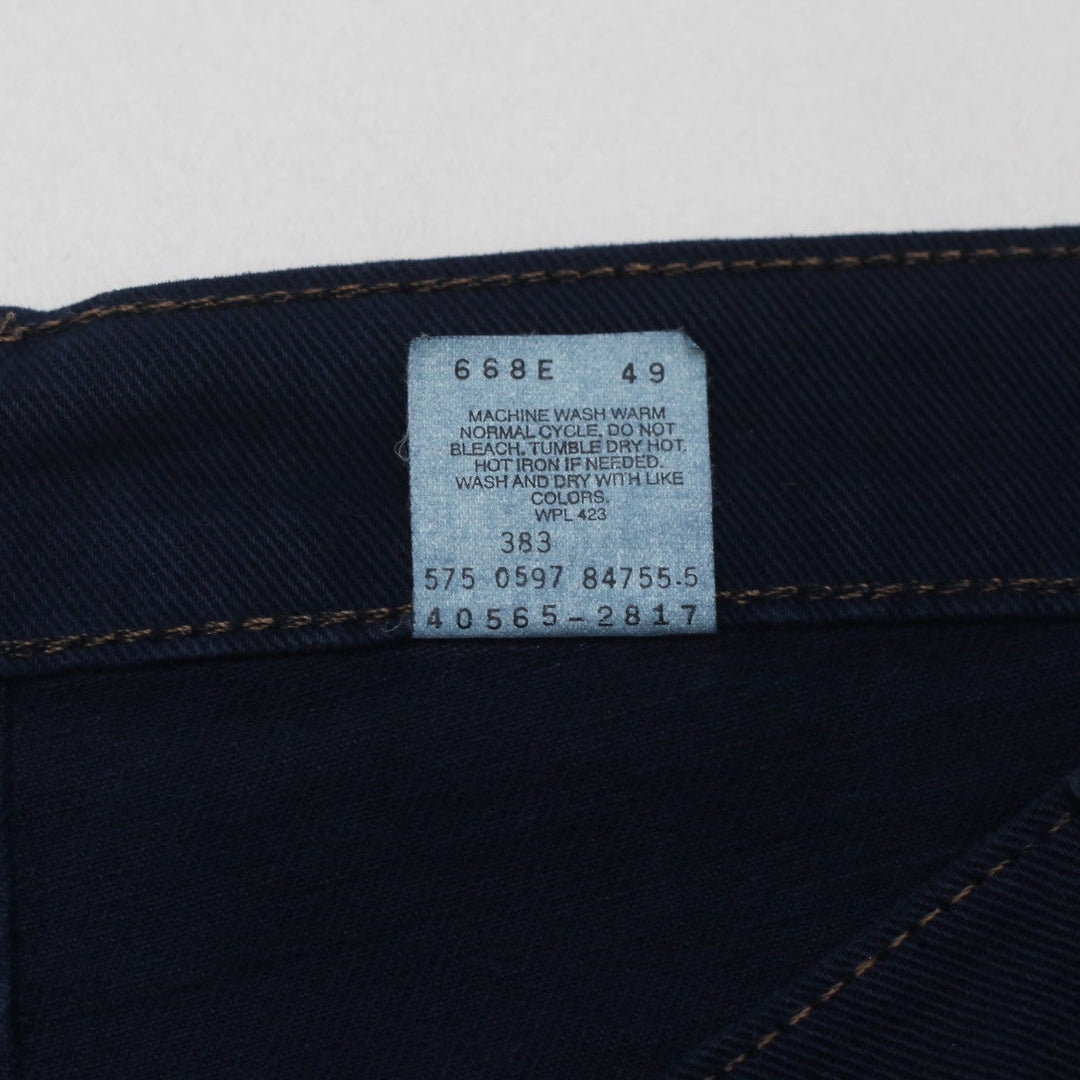 668E 49
MACHINE WASH WARM
NORMAL CYCLE, DO NOT
BLEACH. TUMBLE DRY HOT.
HOT IRON IF NEEDED.
WASH AND DRY WITH LIKE
COLORS.
WPL 423
383
575 0597 84755.5
40565-2817